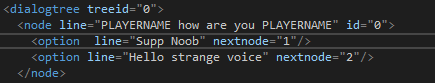 <dialogtree treeid="0">
<node line="PLAYERNAME how are you PLAYERNAME" id="0">
<option  line="Supp Noob" nextnode="1"/>
<option line="Hello strange voice" nextnode="2"/>
</node>